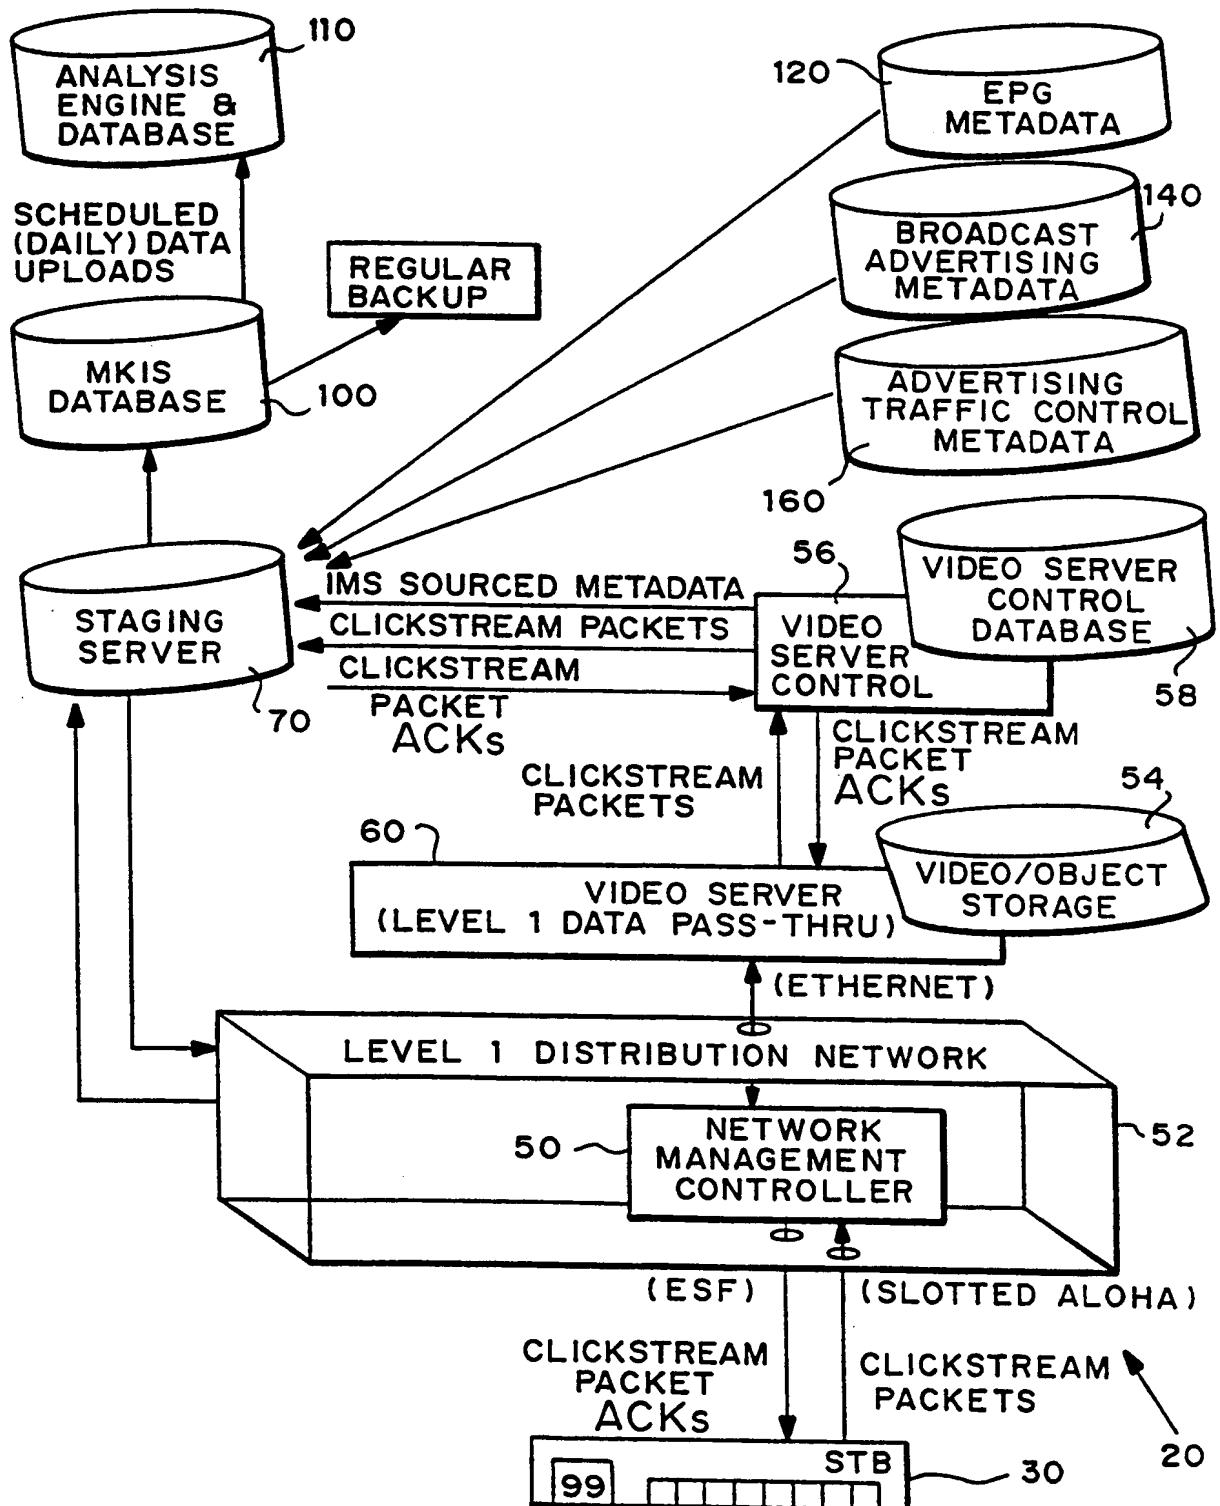 110
ANALYSIS
ENGINE &
DATABASE
120
EPG
METADATA
SCHEDULED
(DAILY) DATA
UPLOADS
REGULAR
BACKUP
140
BROADCAST
ADVERTISING
METADATA
MKIS
DATABASE
100
ADVERTISING
TRAFFIC CONTROL
METADATA
160
STAGING
SERVER
70
IMS SOURCED METADATA
CLICKSTREAM PACKETS
CLICKSTREAM
PACKET
ACKs
56
VIDEO
SERVER
CONTROL
VIDEO SERVER
CONTROL
DATABASE
58
CLICKSTREAM
PACKETS
CLICKSTREAM
PACKET
ACKs
54
VIDEO/OBJECT
STORAGE
60
VIDEO SERVER
(LEVEL 1 DATA PASS-THRU)
(ETHERNET)
LEVEL 1 DISTRIBUTION NETWORK
50
NETWORK
MANAGEMENT
CONTROLLER
52
(ESF)
(SLOTTED ALOHA)
CLICKSTREAM
PACKET
ACKs
CLICKSTREAM
PACKETS
20
STB
99
30